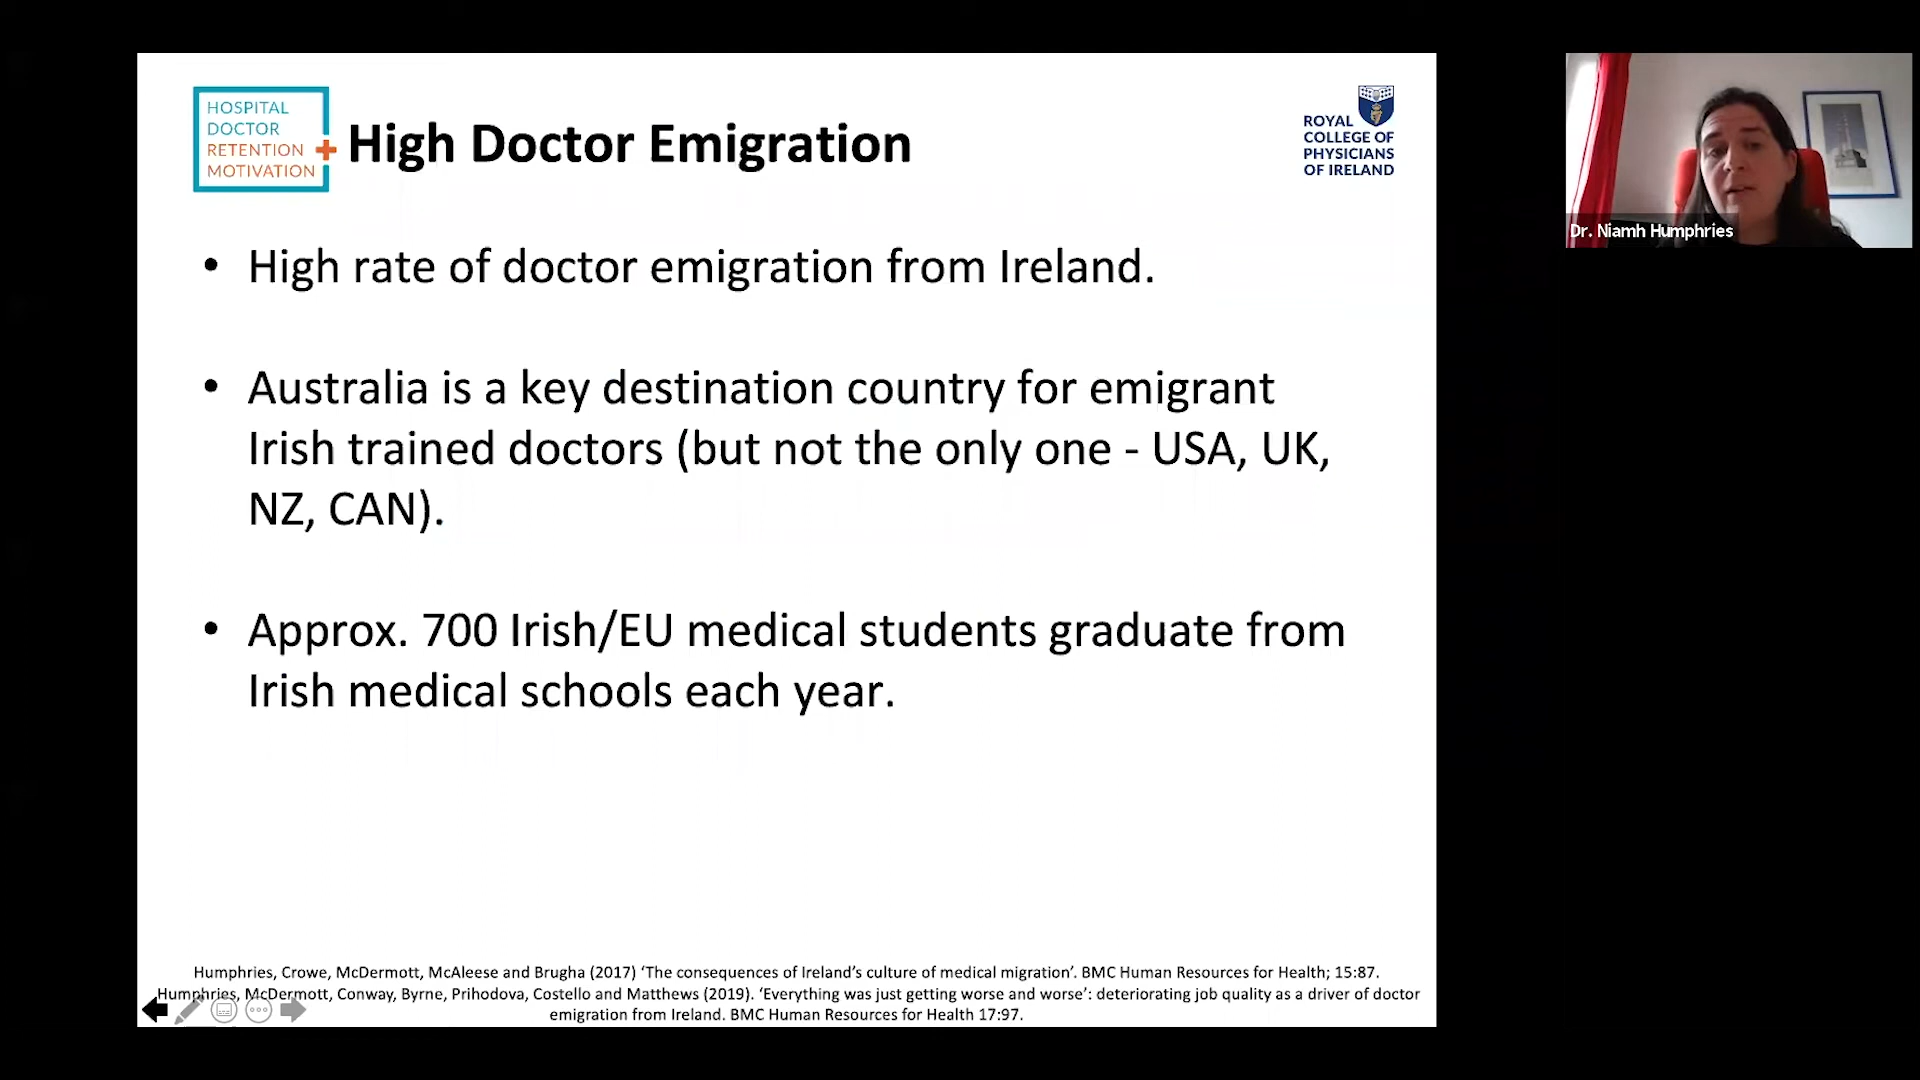 HOSPITAL
DOCTOR
RETENTION
MOTIVATION
High Doctor Emigration
ROYAL
COLLEGE OF
PHYSICIANS
OF IRELAND
Dr. Niamh Humphries
• High rate of doctor emigration from Ireland.
• Australia is a key destination country for emigrant
Irish trained doctors (but not the only one - USA, UK,
NZ, CAN).
• Approx. 700 Irish/EU medical students graduate from
Irish medical schools each year.
Humphries, Crowe, McDermott, McAleese and Brugha (2017) ‘The consequences of Ireland’s culture of medical migration’. BMC Human Resources for Health; 15:87.
Humphries, McDermott, Conway, Byrne, Prihodova, Costello and Matthews (2019). ‘Everything was just getting worse and worse’: deteriorating job quality as a driver of doctor
emigration from Ireland. BMC Human Resources for Health 17:97.